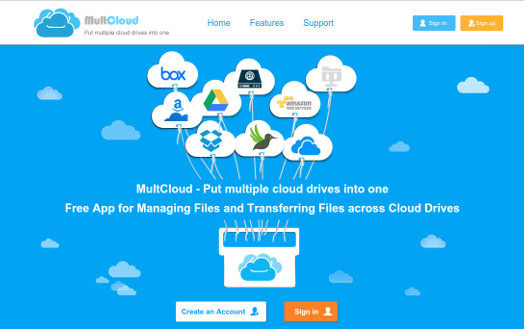 MultCloud
Put multiple cloud drives into one
Home Features Support
Sign in Sign up
box
a
amazon
web services
MultCloud - Put multiple cloud drives into one
Free App for Managing Files and Transferring Files across Cloud Drives
Create an Account Sign in